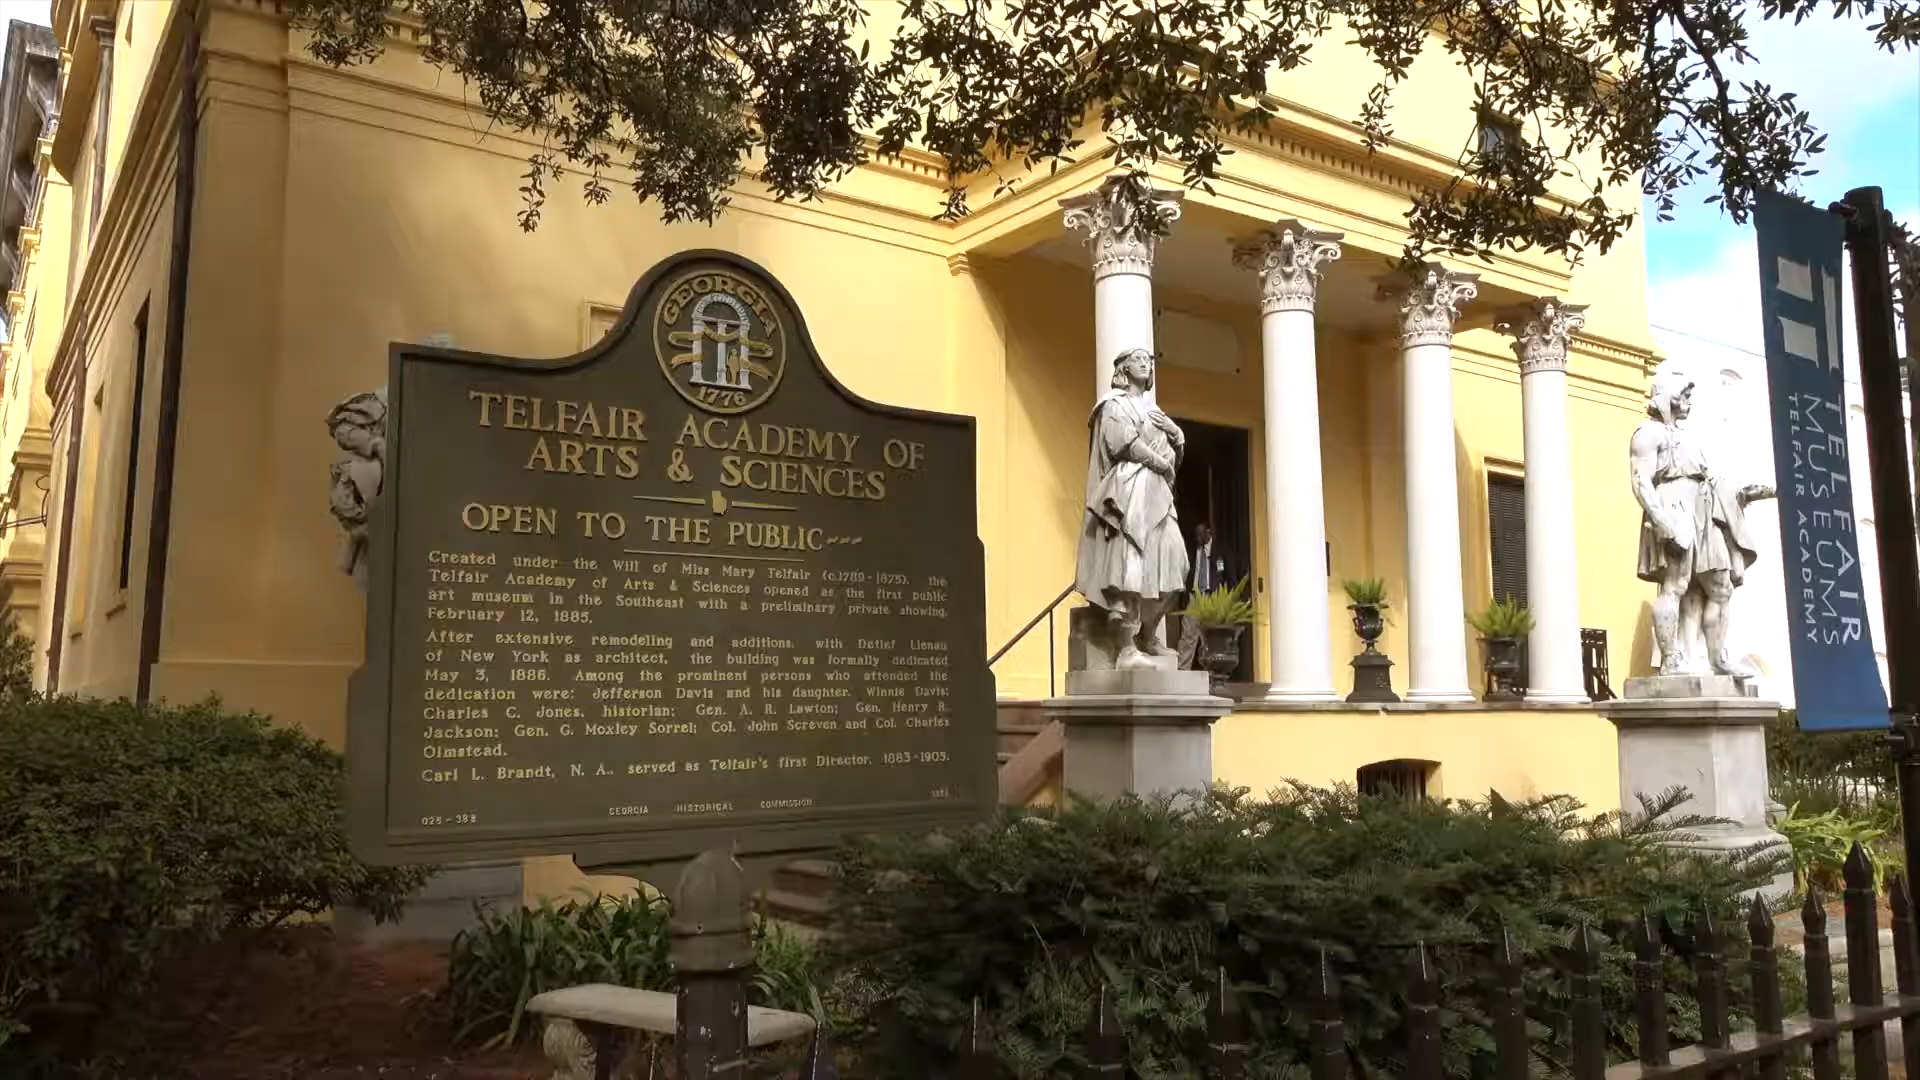 GEORGIA
1776
TELFAIR ACADEMY OF
ARTS & SCIENCES
OPEN TO THE PUBLIC~~~
Created under the Will of Miss Mary Telfair (c.1789-1875), the
Telfair Academy of Arts & Sciences opened as the first public
art museum in the Southeast with a preliminary private showing,
February 12, 1885.
After extensive remodeling and additions, with Detlef Lienau
of New York as architect, the building was formally dedicated
May 3, 1886. Among the prominent persons who attended the
dedication were: Jefferson Davis and his daughter, Winnie Davis;
Charles C. Jones, historian; Gen. A. R. Lawton; Gen. Henry R.
Jackson; Gen. G. Moxley Sorrel; Col. John Screven and Col. Charles
Olmstead.
Carl L. Brandt, N. A., served as Telfair's first Director, 1883-1905.
025-38B
GEORGIA HISTORICAL COMMISSION
TELFAIR
MUSEUMS
TELFAIR ACADEMY